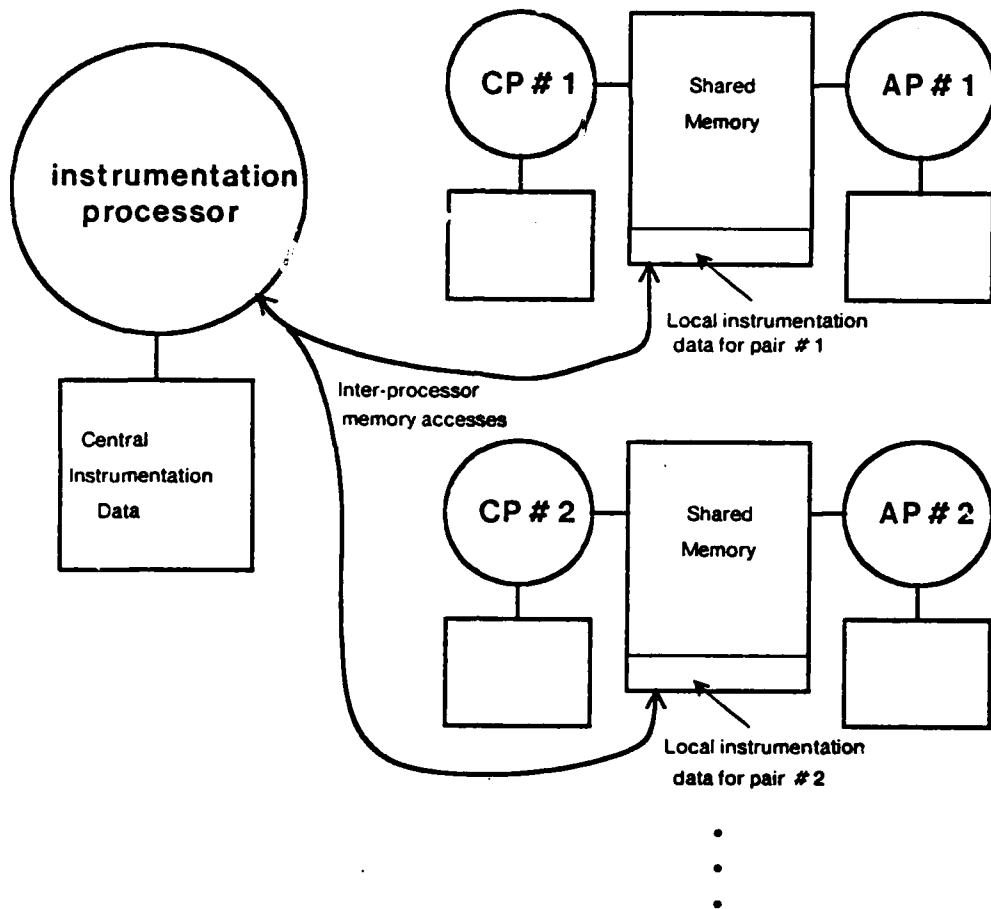 instrumentation
processor
Central
Instrumentation
Data
Inter-processor
memory accesses
CP # 1
Shared
Memory
AP # 1
Local instrumentation
data for pair # 1
CP # 2
Shared
Memory
AP # 2
Local instrumentation
data for pair # 2